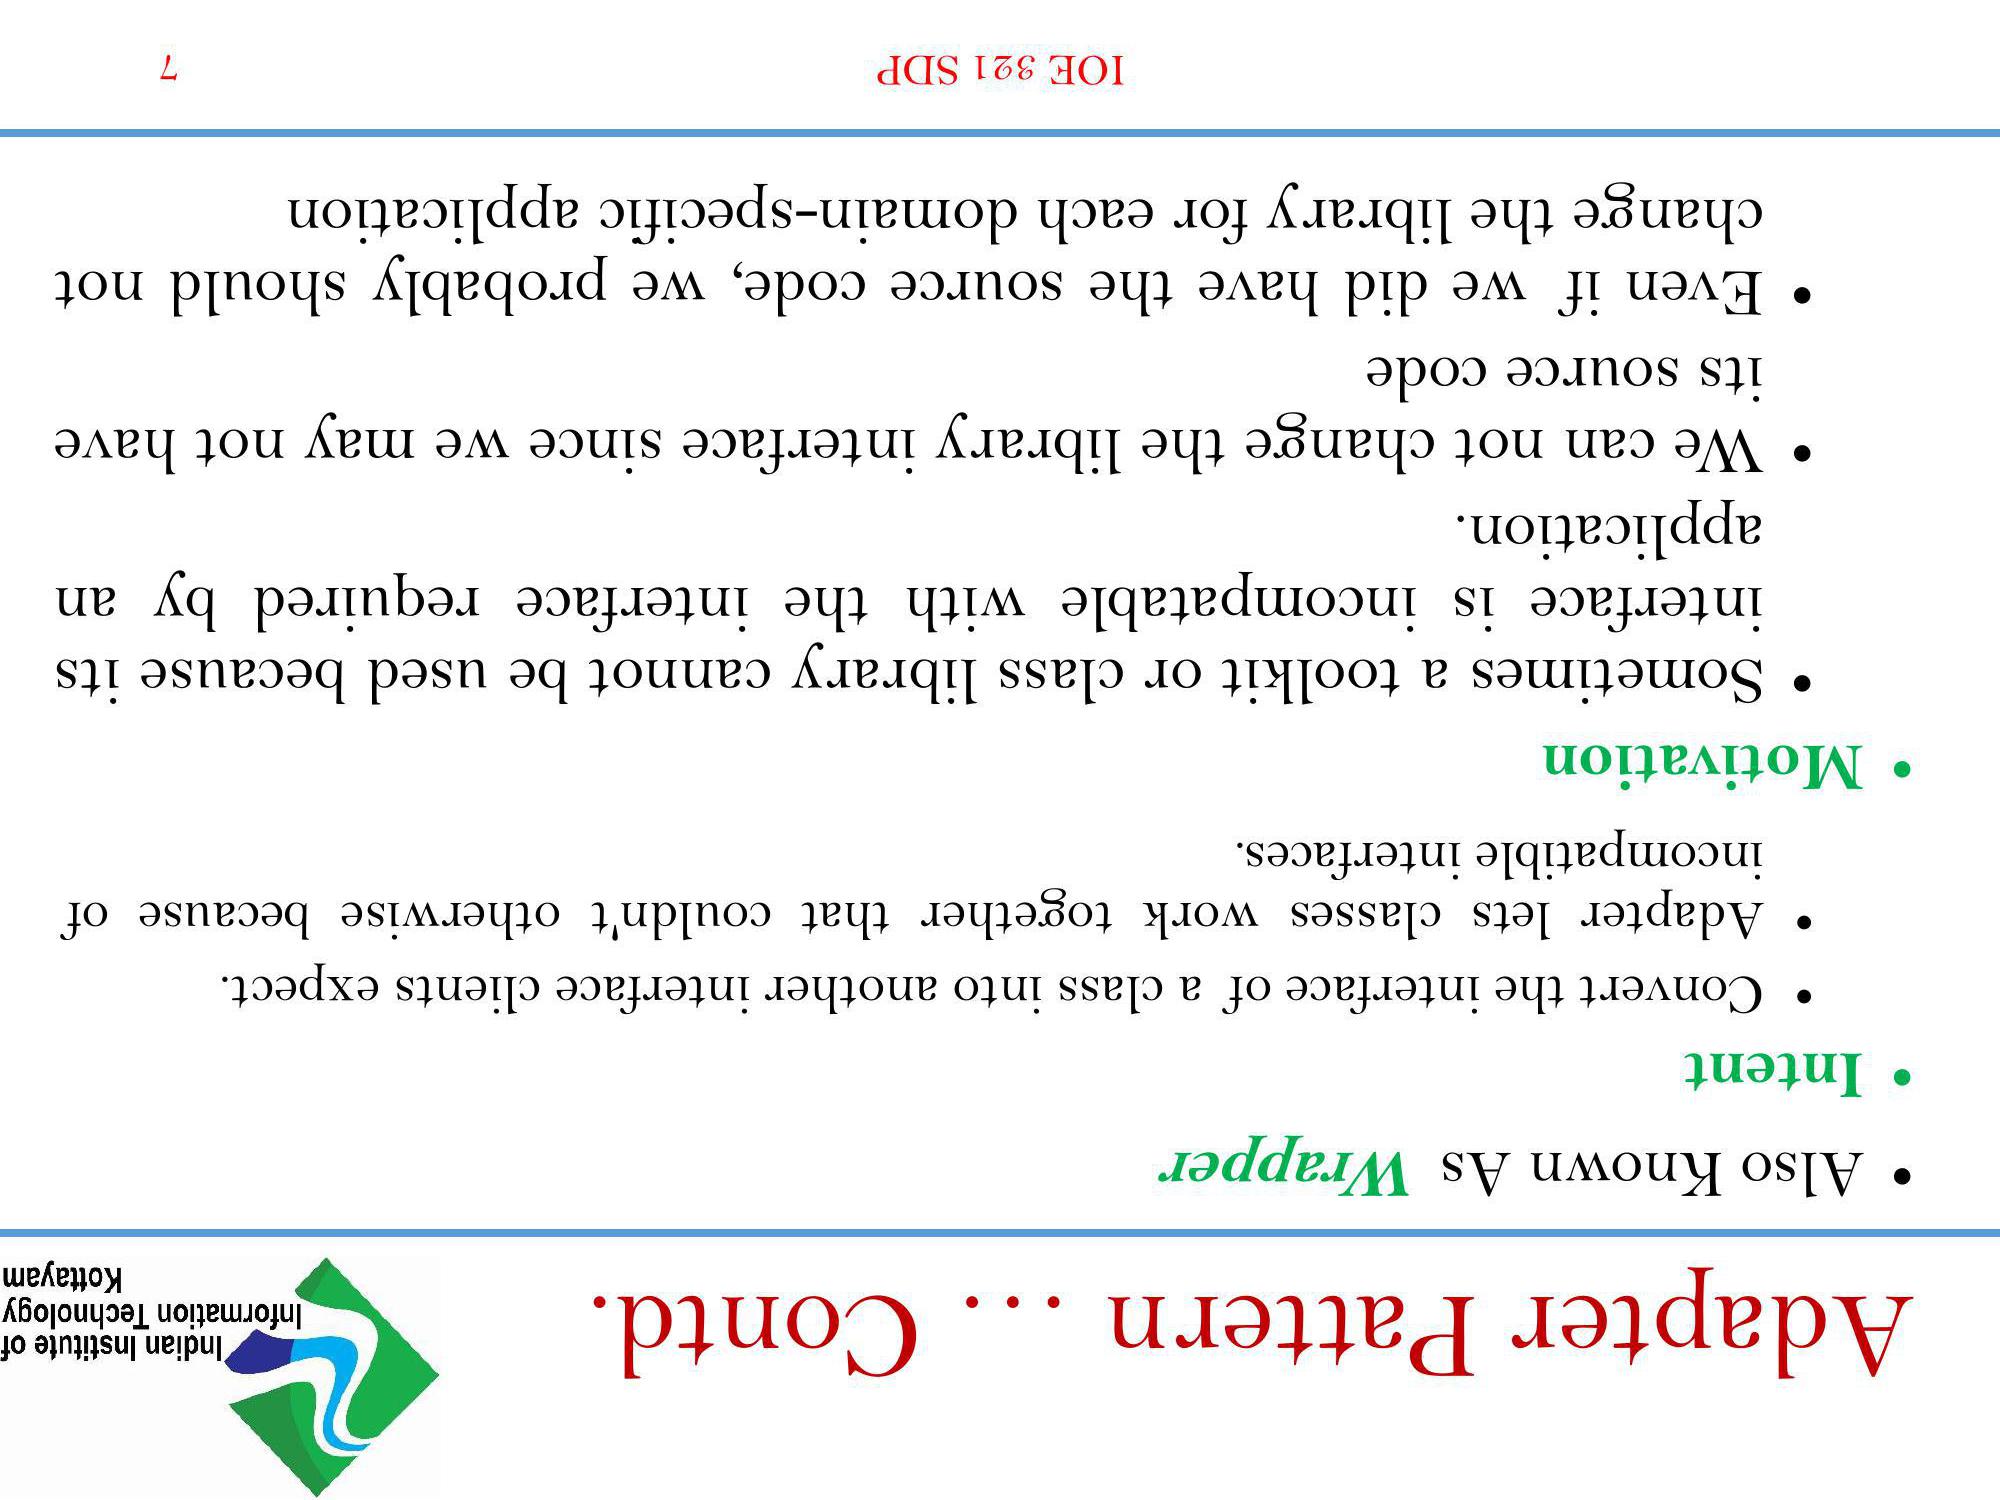 Adapter Pattern … Contd.
Indian Institute of
Information Technology
Kottayam
• Also Known As Wrapper
• Intent
• Convert the interface of a class into another interface clients expect.
• Adapter lets classes work together that couldn't otherwise because of
incompatible interfaces.
• Motivation
• Sometimes a toolkit or class library cannot be used because its
interface is incompatable with the interface required by an
application.
• We can not change the library interface since we may not have
its source code
• Even if we did have the source code, we probably should not
change the library for each domain-specific application
IOE 321 SDP
7